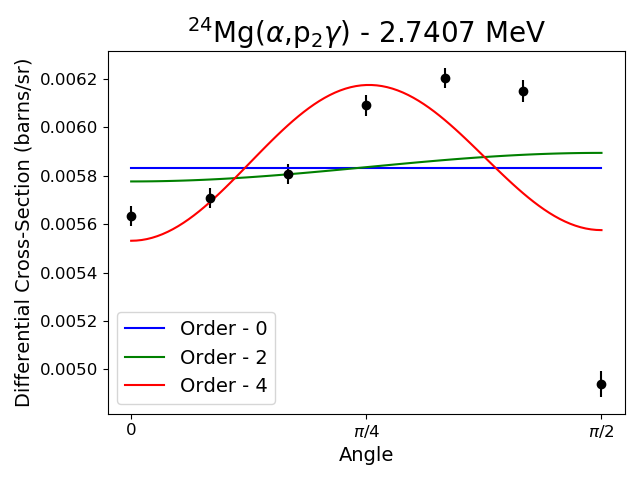 ²⁴Mg(α,p₂γ) - 2.7407 MeV
Differential Cross-Section (barns/sr)
0.0062
0.0060
0.0058
0.0056
0.0054
0.0052
0.0050
Order - 0
Order - 2
Order - 4
0 π/4 π/2
Angle